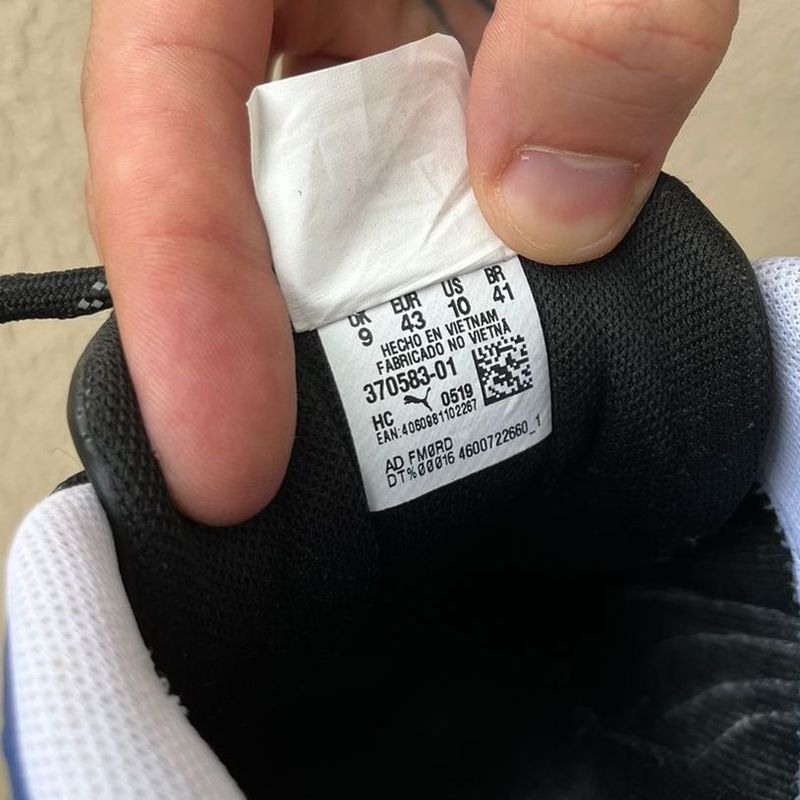 UK EUR US BR
9 43 10 41
HECHO EN VIETNAM
FABRICADO NO VIETNÃ
370583-01
HC 0519
EAN:4060981102267
AD FMØRD
DT%00016 4600722660_1